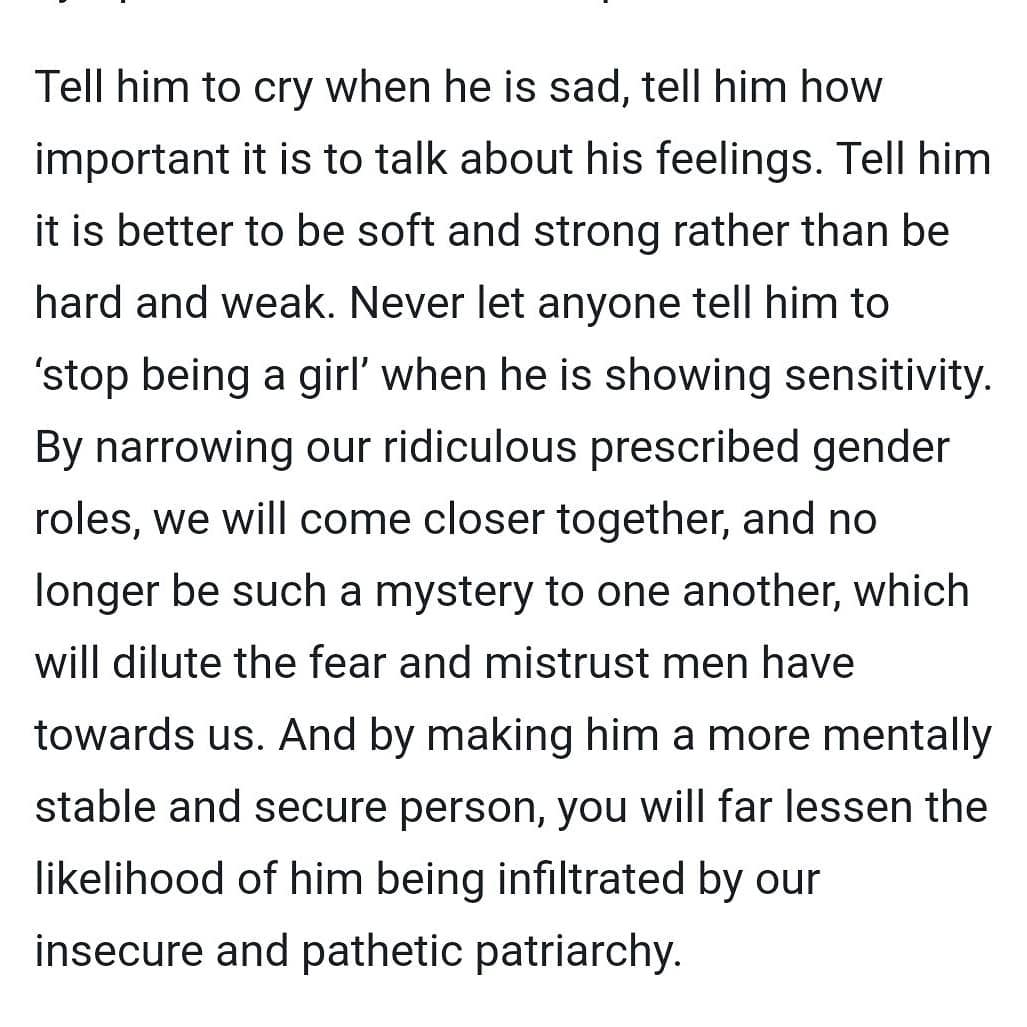 Tell him to cry when he is sad, tell him how
important it is to talk about his feelings. Tell him
it is better to be soft and strong rather than be
hard and weak. Never let anyone tell him to
‘stop being a girl’ when he is showing sensitivity.
By narrowing our ridiculous prescribed gender
roles, we will come closer together, and no
longer be such a mystery to one another, which
will dilute the fear and mistrust men have
towards us. And by making him a more mentally
stable and secure person, you will far lessen the
likelihood of him being infiltrated by our
insecure and pathetic patriarchy.